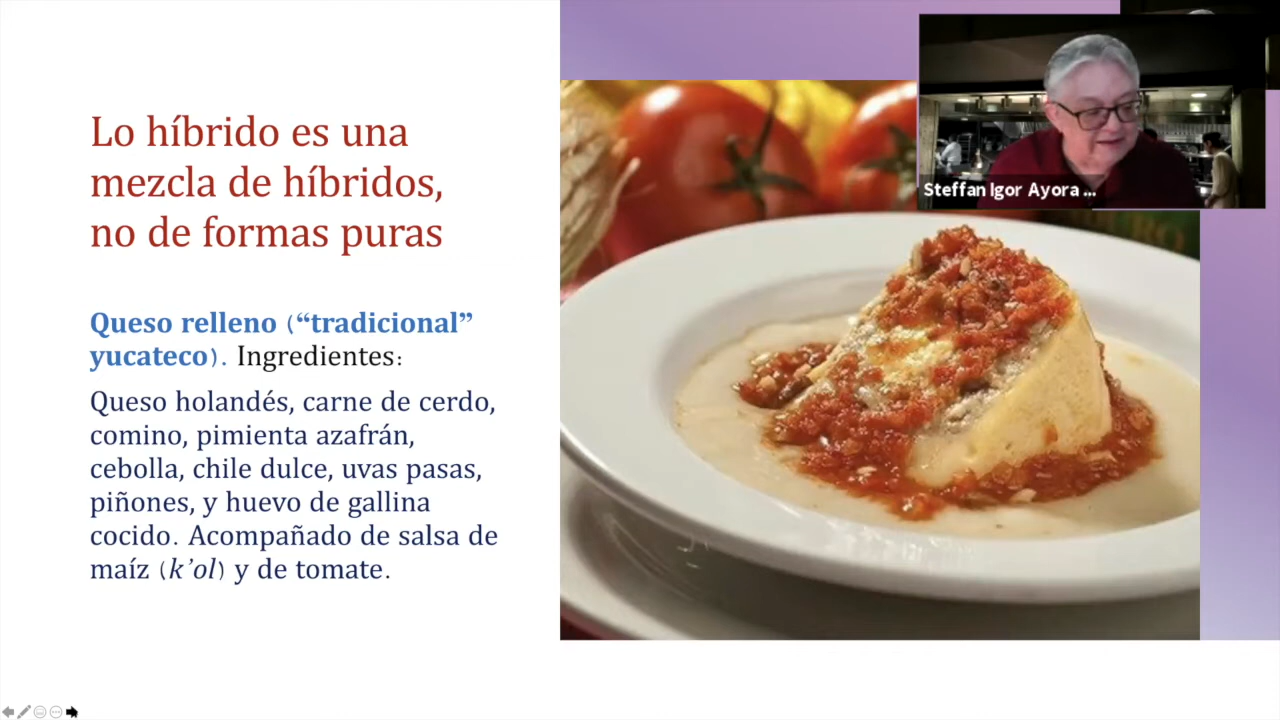 Lo híbrido es una
mezcla de híbridos,
no de formas puras
Queso relleno (“tradicional”
yucateco). Ingredientes:
Queso holandés, carne de cerdo,
comino, pimienta azafrán,
cebolla, chile dulce, uvas pasas,
piñones, y huevo de gallina
cocido. Acompañado de salsa de
maíz (k’ol) y de tomate.
Steffan Igor Ayora ...